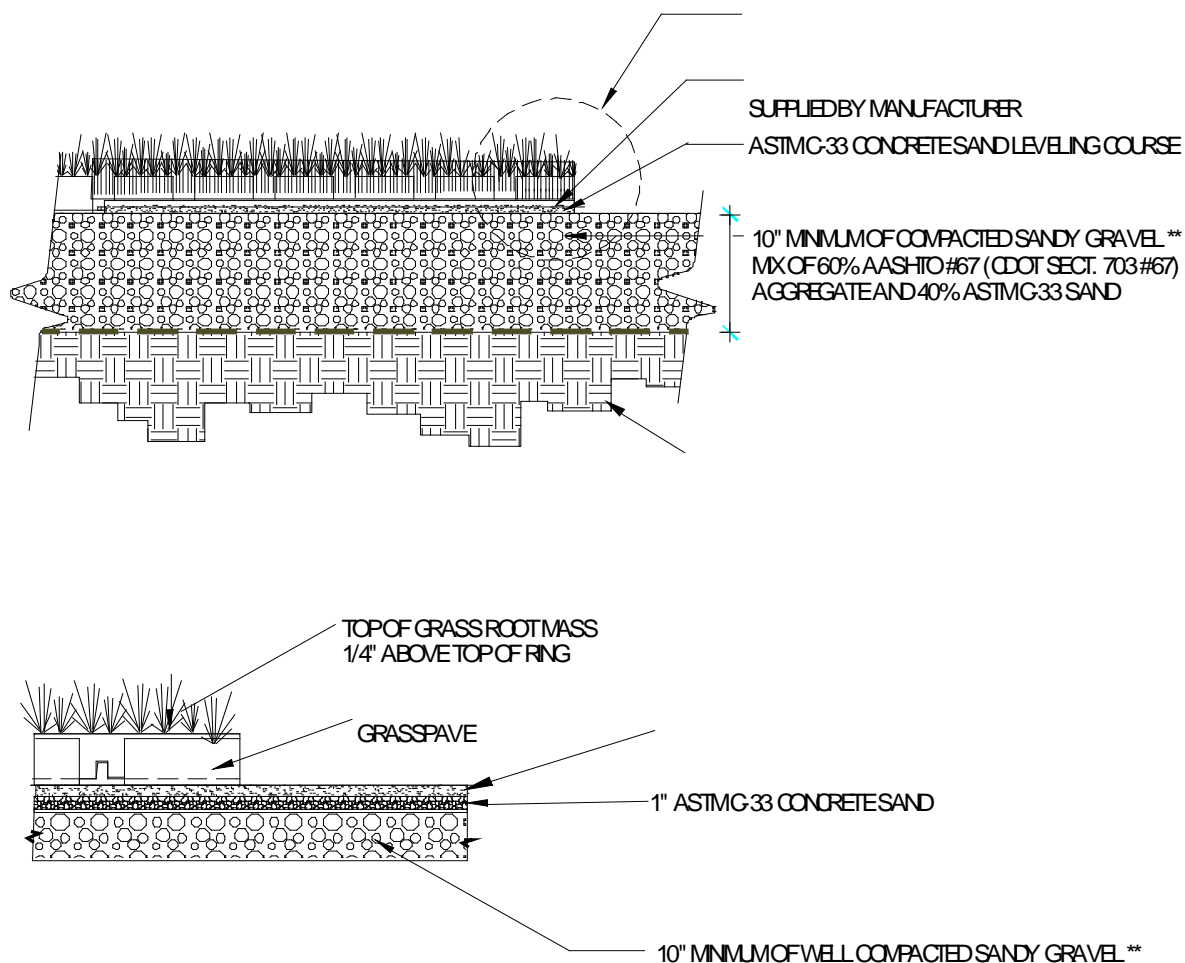 SUPPLIED BY MANUFACTURER
ASTM C-33 CONCRETE SAND LEVELING COURSE
10" MINIMUM OF COMPACTED SANDY GRAVEL **
MIX OF 60% AASHTO #67 (CDOT SECT. 703 #67)
AGGREGATE AND 40% ASTM C-33 SAND
TOP OF GRASS ROOT MASS
1/4" ABOVE TOP OF RING
GRASSPAVE
1" ASTM C-33 CONCRETE SAND
10" MINIMUM OF WELL COMPACTED SANDY GRAVEL **